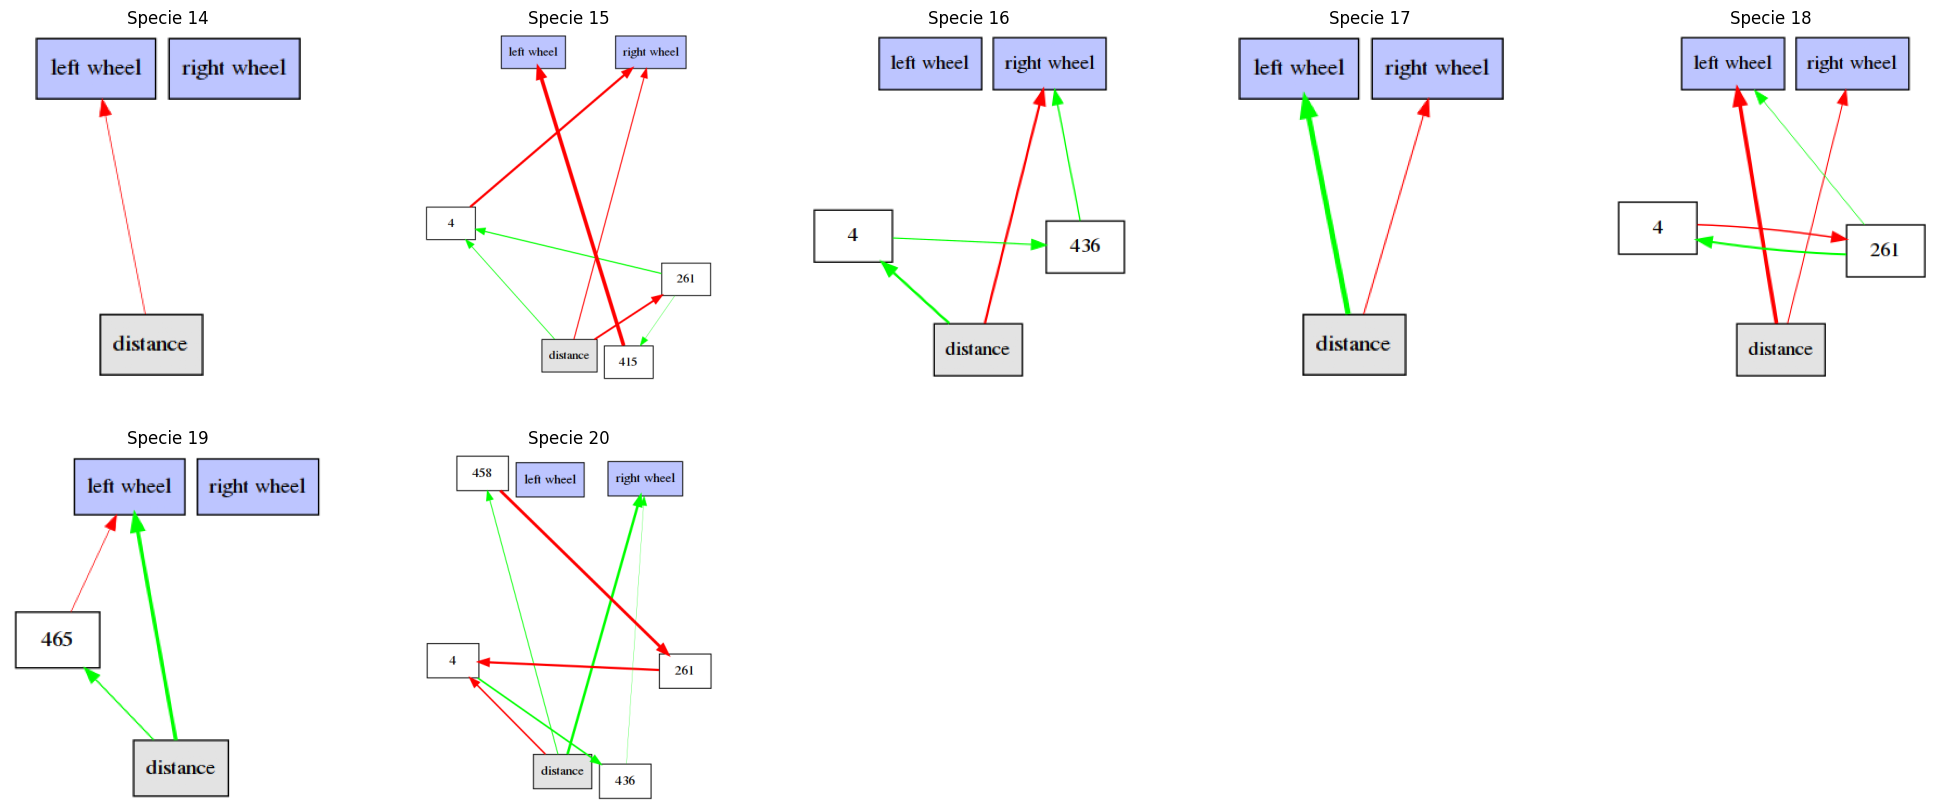 Specie 14
left wheel
right wheel
distance
Specie 15
left wheel
right wheel
4
261
distance
415
Specie 16
left wheel
right wheel
4
436
distance
Specie 17
left wheel
right wheel
distance
Specie 18
left wheel
right wheel
4
261
distance
Specie 19
left wheel
right wheel
465
distance
Specie 20
458
left wheel
right wheel
4
261
distance
436